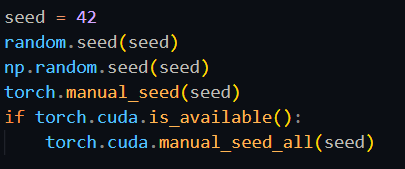 seed = 42
random.seed(seed)
np.random.seed(seed)
torch.manual_seed(seed)
if torch.cuda.is_available():
    torch.cuda.manual_seed_all(seed)